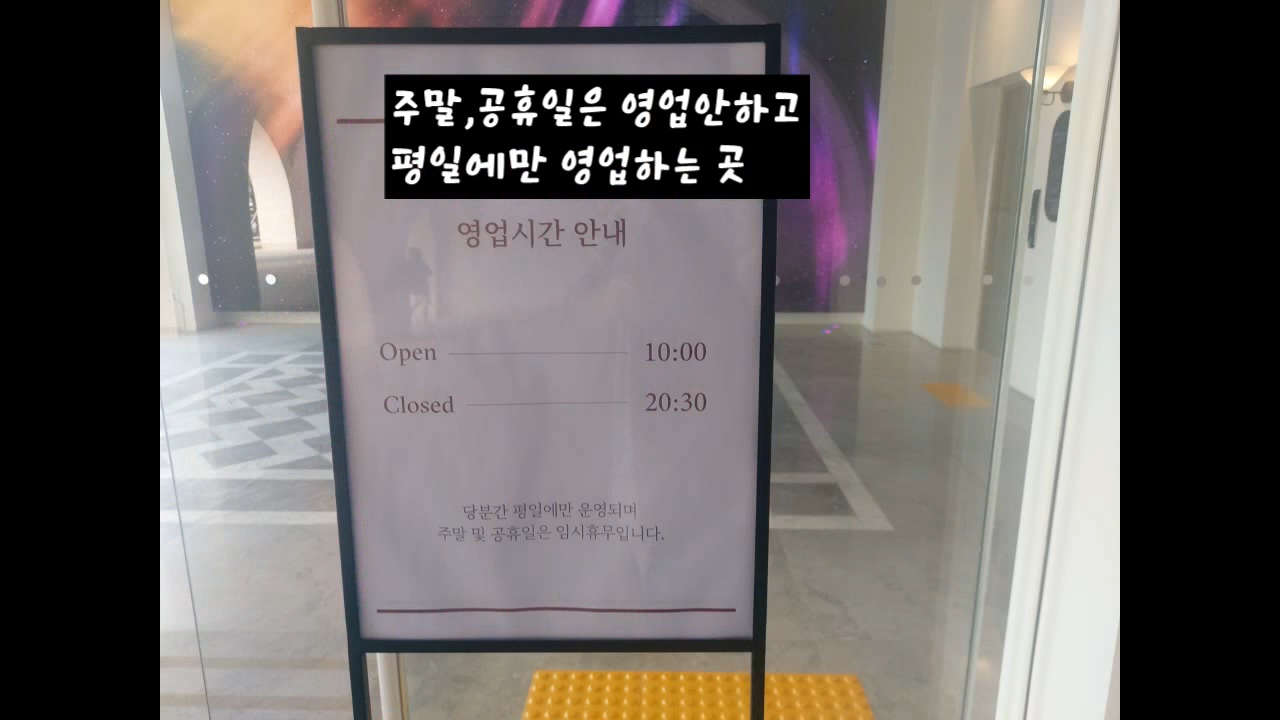 주말,공휴일은 영업안하고
평일에만 영업하는 곳
영업시간 안내
Open 10:00
Closed 20:30
당분간 평일에만 운영되며
주말 및 공휴일은 임시휴무입니다.